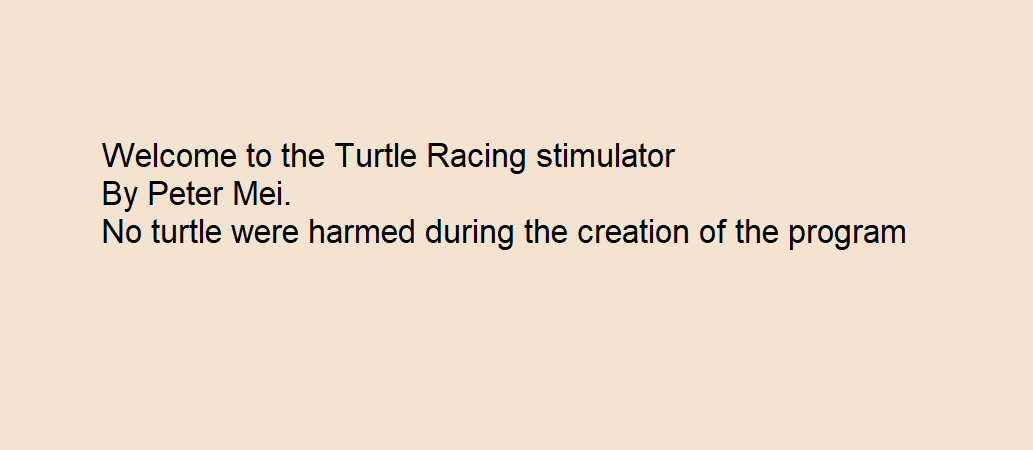 Welcome to the Turtle Racing stimulator
By Peter Mei.
No turtle were harmed during the creation of the program